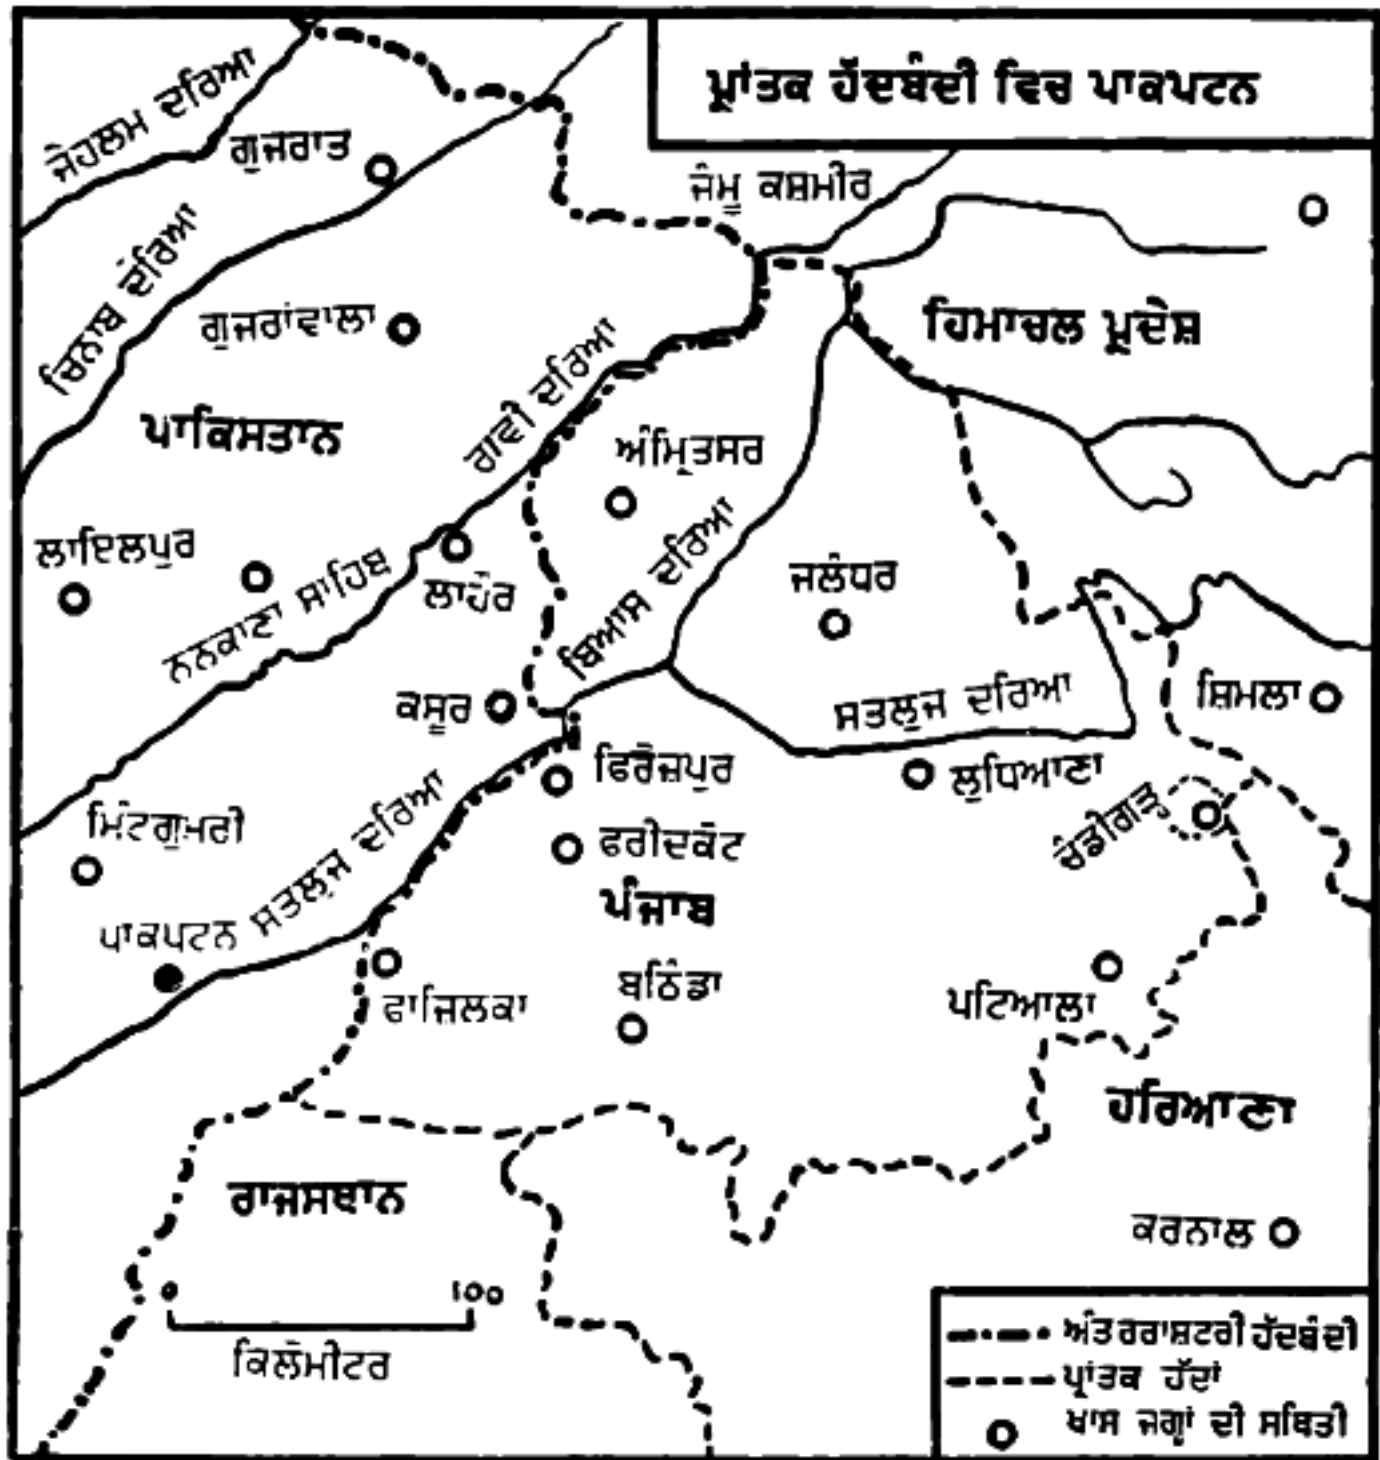 ਪ੍ਰਾਂਤਕ ਹੱਦਬੰਦੀ ਵਿਚ ਪਾਕਪਟਨ
ਜੇਹਲਮ ਦਰਿਆ
ਗੁਜਰਾਤ
ਜੰਮੂ ਕਸ਼ਮੀਰ
ਚਿਨਾਬ ਦਰਿਆ
ਗੁਜਰਾਂਵਾਲਾ
ਹਿਮਾਚਲ ਪ੍ਰਦੇਸ਼
ਰਾਵੀ ਦਰਿਆ
ਪਾਕਿਸਤਾਨ
ਅੰਮ੍ਰਿਤਸਰ
ਲਾਇਲਪੁਰ
ਨਨਕਾਣਾ ਸਾਹਿਬ
ਲਾਹੌਰ
ਬਿਆਸ ਦਰਿਆ
ਜਲੰਧਰ
ਕਸੂਰ
ਸਤਲੁਜ ਦਰਿਆ
ਸ਼ਿਮਲਾ
ਫਿਰੋਜ਼ਪੁਰ
ਲੁਧਿਆਣਾ
ਮਿੰਟਗੁਮਰੀ
ਸਤਲੁਜ ਦਰਿਆ
ਫਰੀਦਕੋਟ
ਚੰਡੀਗੜ
ਪੰਜਾਬ
ਪਾਕਪਟਨ
ਫਾਜ਼ਿਲਕਾ
ਬਠਿੰਡਾ
ਪਟਿਆਲਾ
ਹਰਿਆਣਾ
ਰਾਜਸਥਾਨ
ਕਰਨਾਲ
0 100
ਕਿਲੋਮੀਟਰ
ਅੰਤਰਰਾਸ਼ਟਰੀ ਹੱਦਬੰਦੀ
ਪ੍ਰਾਂਤਕ ਹੱਦਾਂ
ਖਾਸ ਜਗ੍ਹਾਂ ਦੀ ਸਥਿਤੀ